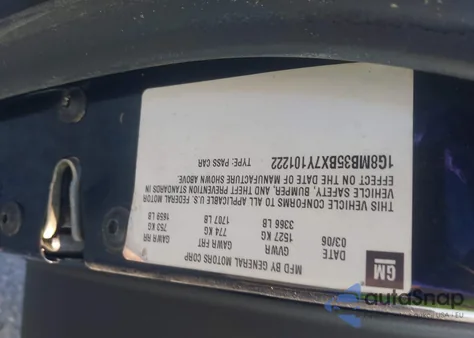 GM
MFD BY GENERAL MOTORS CORP
DATE GVWR GAWR FRT GAWR RR
03/06 1527 KG 774 KG 753 KG
3366 LB 1707 LB 1659 LB
THIS VEHICLE CONFORMS TO ALL APPLICABLE U.S. FEDERAL MOTOR
VEHICLE SAFETY, BUMPER, AND THEFT PREVENTION STANDARDS IN
EFFECT ON THE DATE OF MANUFACTURE SHOWN ABOVE.
1G8MB35BX7Y101222 TYPE: PASS CAR
autoSnap